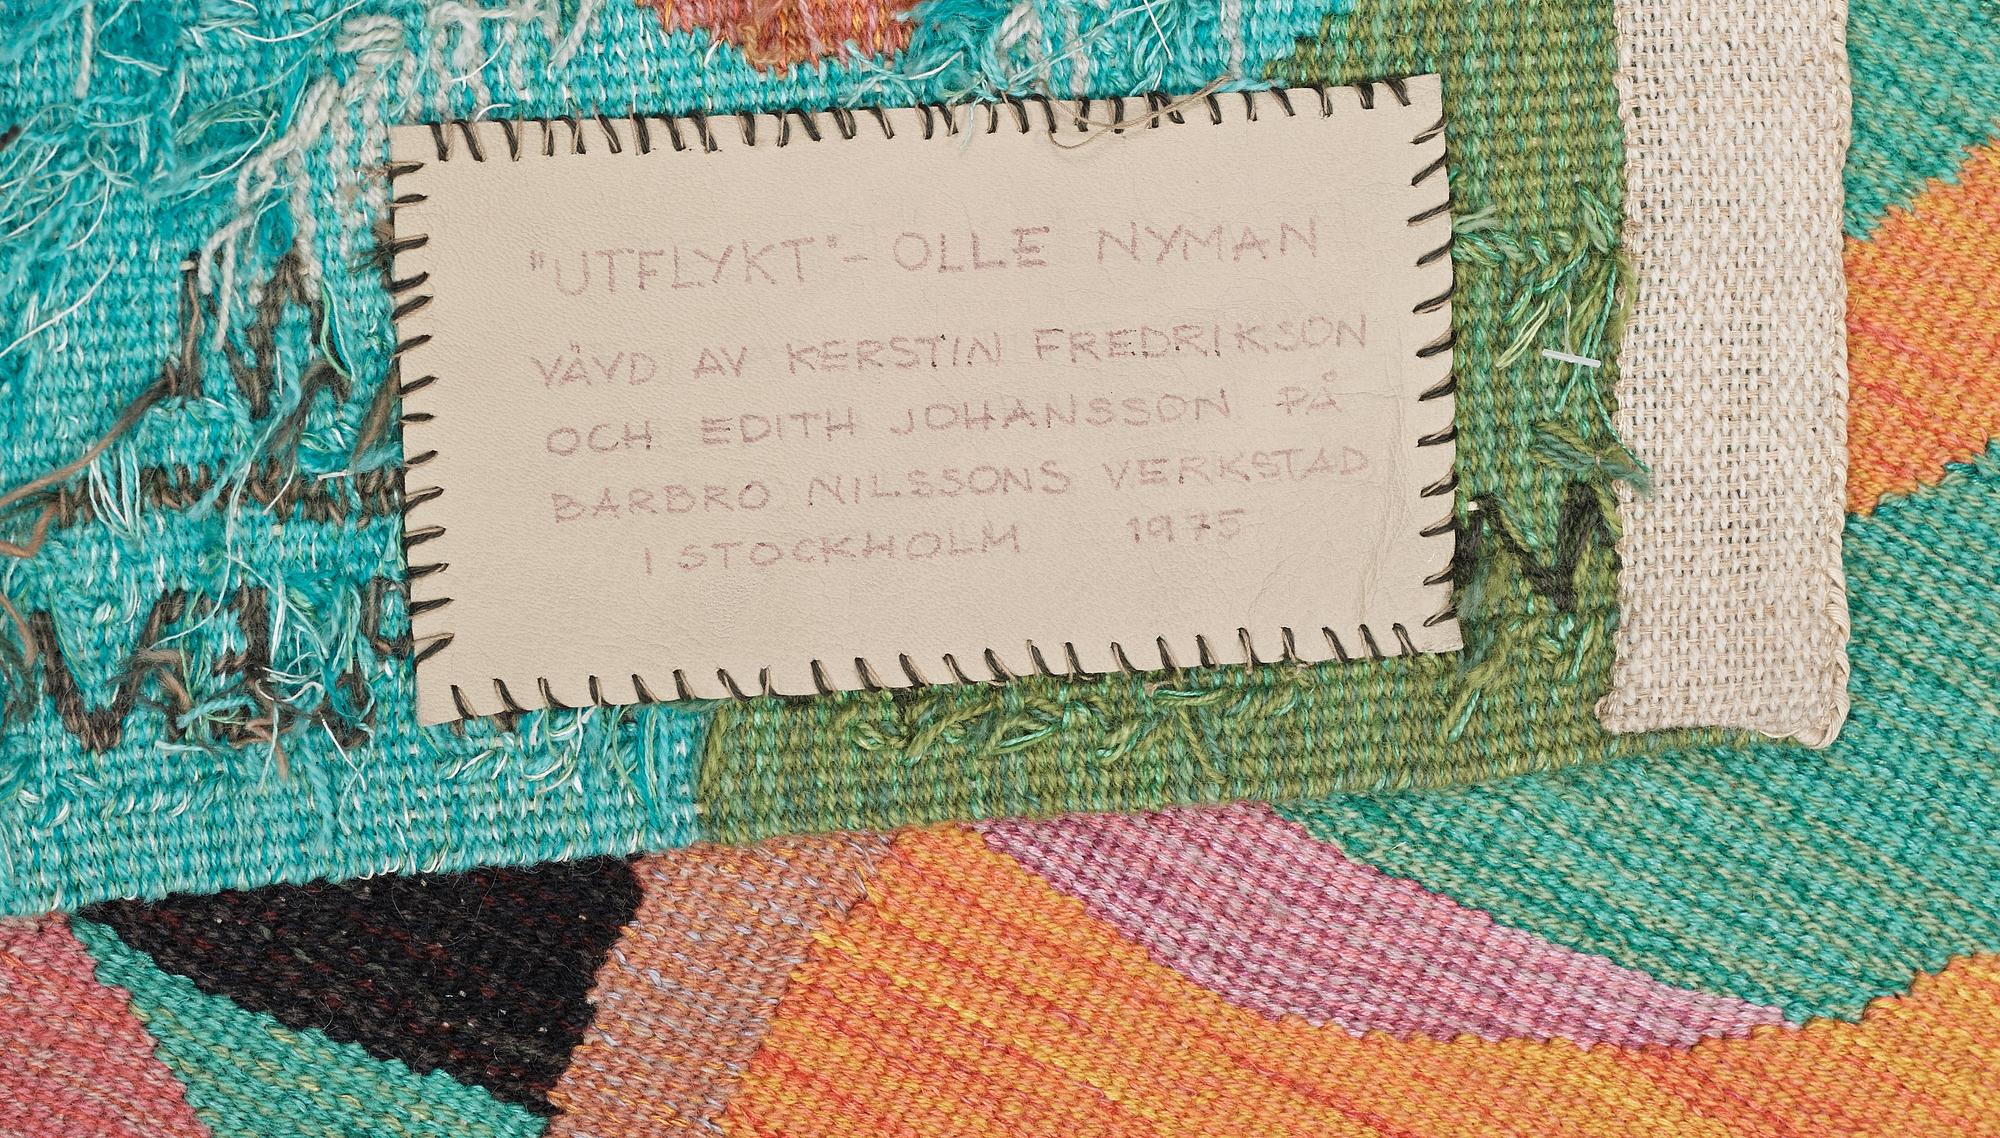 "UTFLYKT" - OLLE NYMAN
VÄVD AV KERSTIN FREDRIKSON
OCH EDITH JOHANSSON PÅ
BARBRO NILSSONS VERKSTAD
I STOCKHOLM 1975